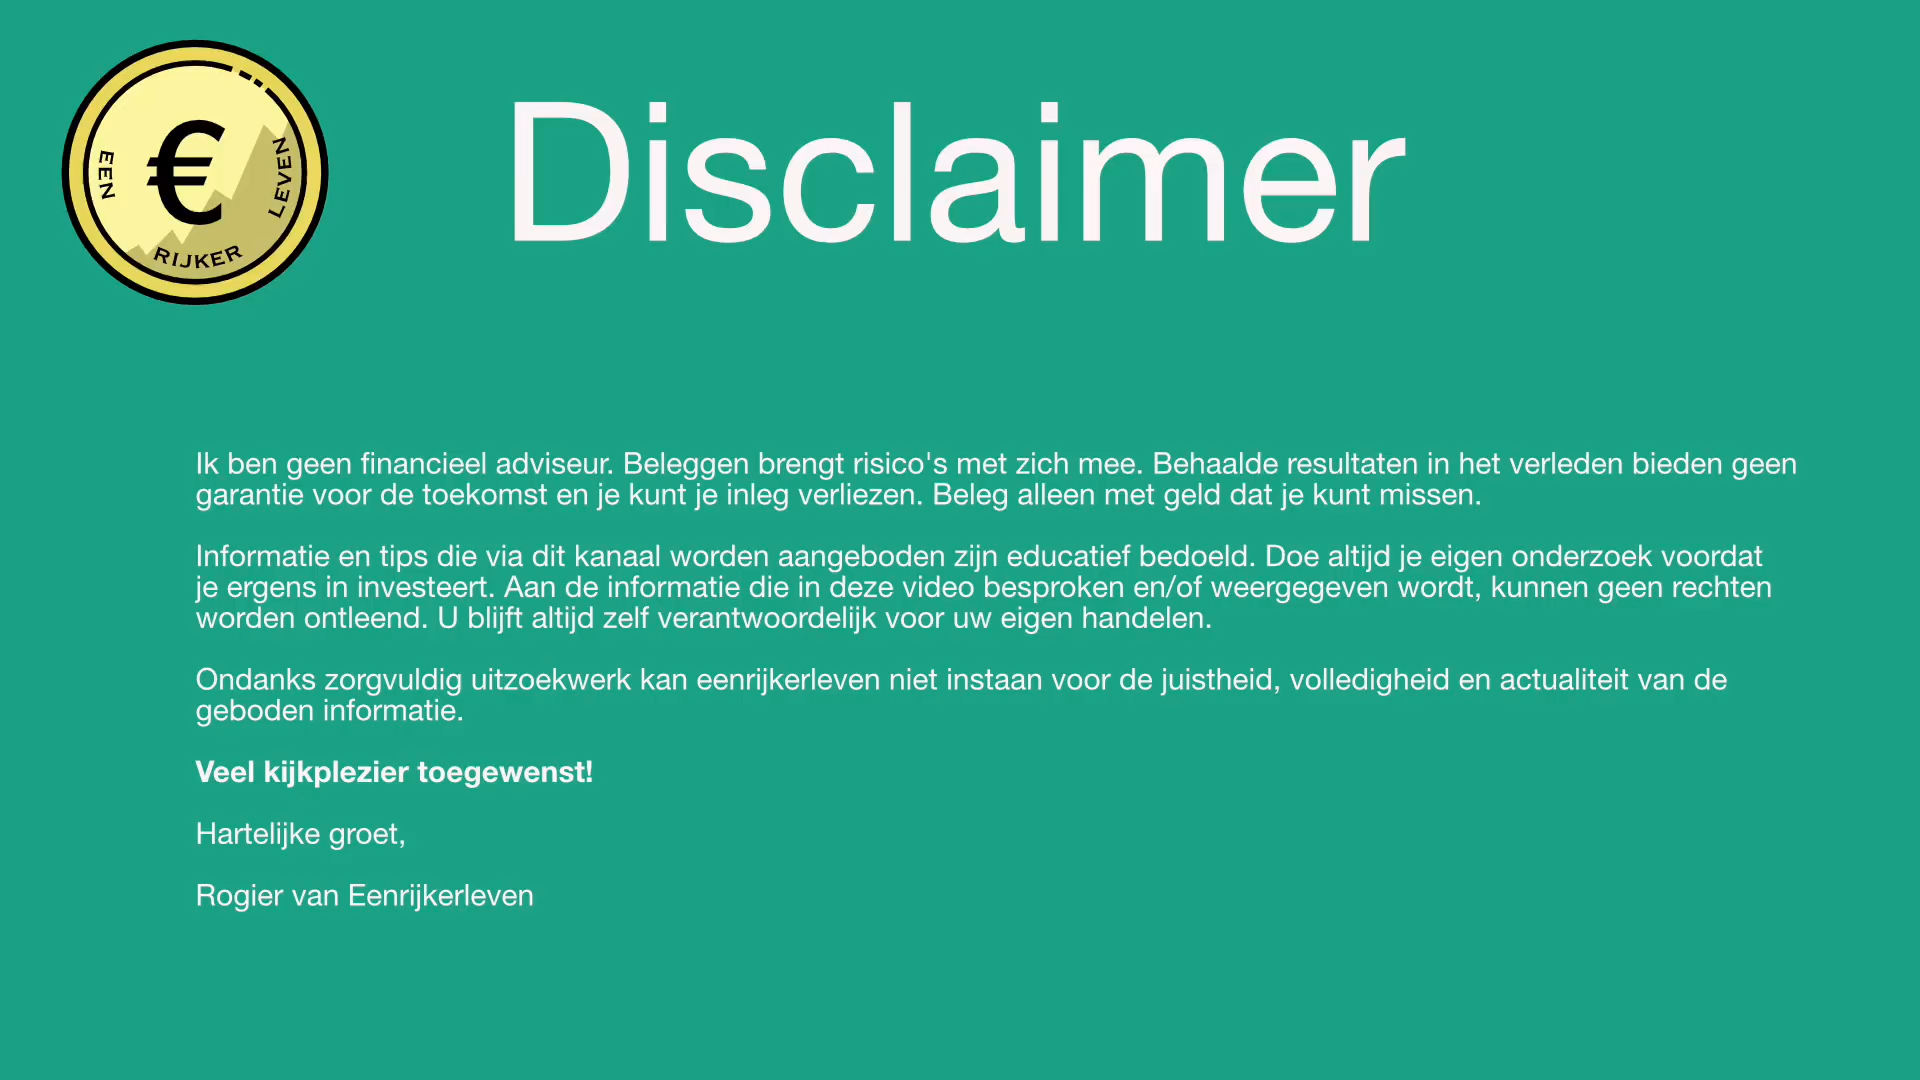 €
EEN
RIJKER
LEVEN
Disclaimer
Ik ben geen financieel adviseur. Beleggen brengt risico's met zich mee. Behaalde resultaten in het verleden bieden geen
garantie voor de toekomst en je kunt je inleg verliezen. Beleg alleen met geld dat je kunt missen.
Informatie en tips die via dit kanaal worden aangeboden zijn educatief bedoeld. Doe altijd je eigen onderzoek voordat
je ergens in investeert. Aan de informatie die in deze video besproken en/of weergegeven wordt, kunnen geen rechten
worden ontleend. U blijft altijd zelf verantwoordelijk voor uw eigen handelen.
Ondanks zorgvuldig uitzoekwerk kan eenrijkerleven niet instaan voor de juistheid, volledigheid en actualiteit van de
geboden informatie.
Veel kijkplezier toegewenst!
Hartelijke groet,
Rogier van Eenrijkerleven